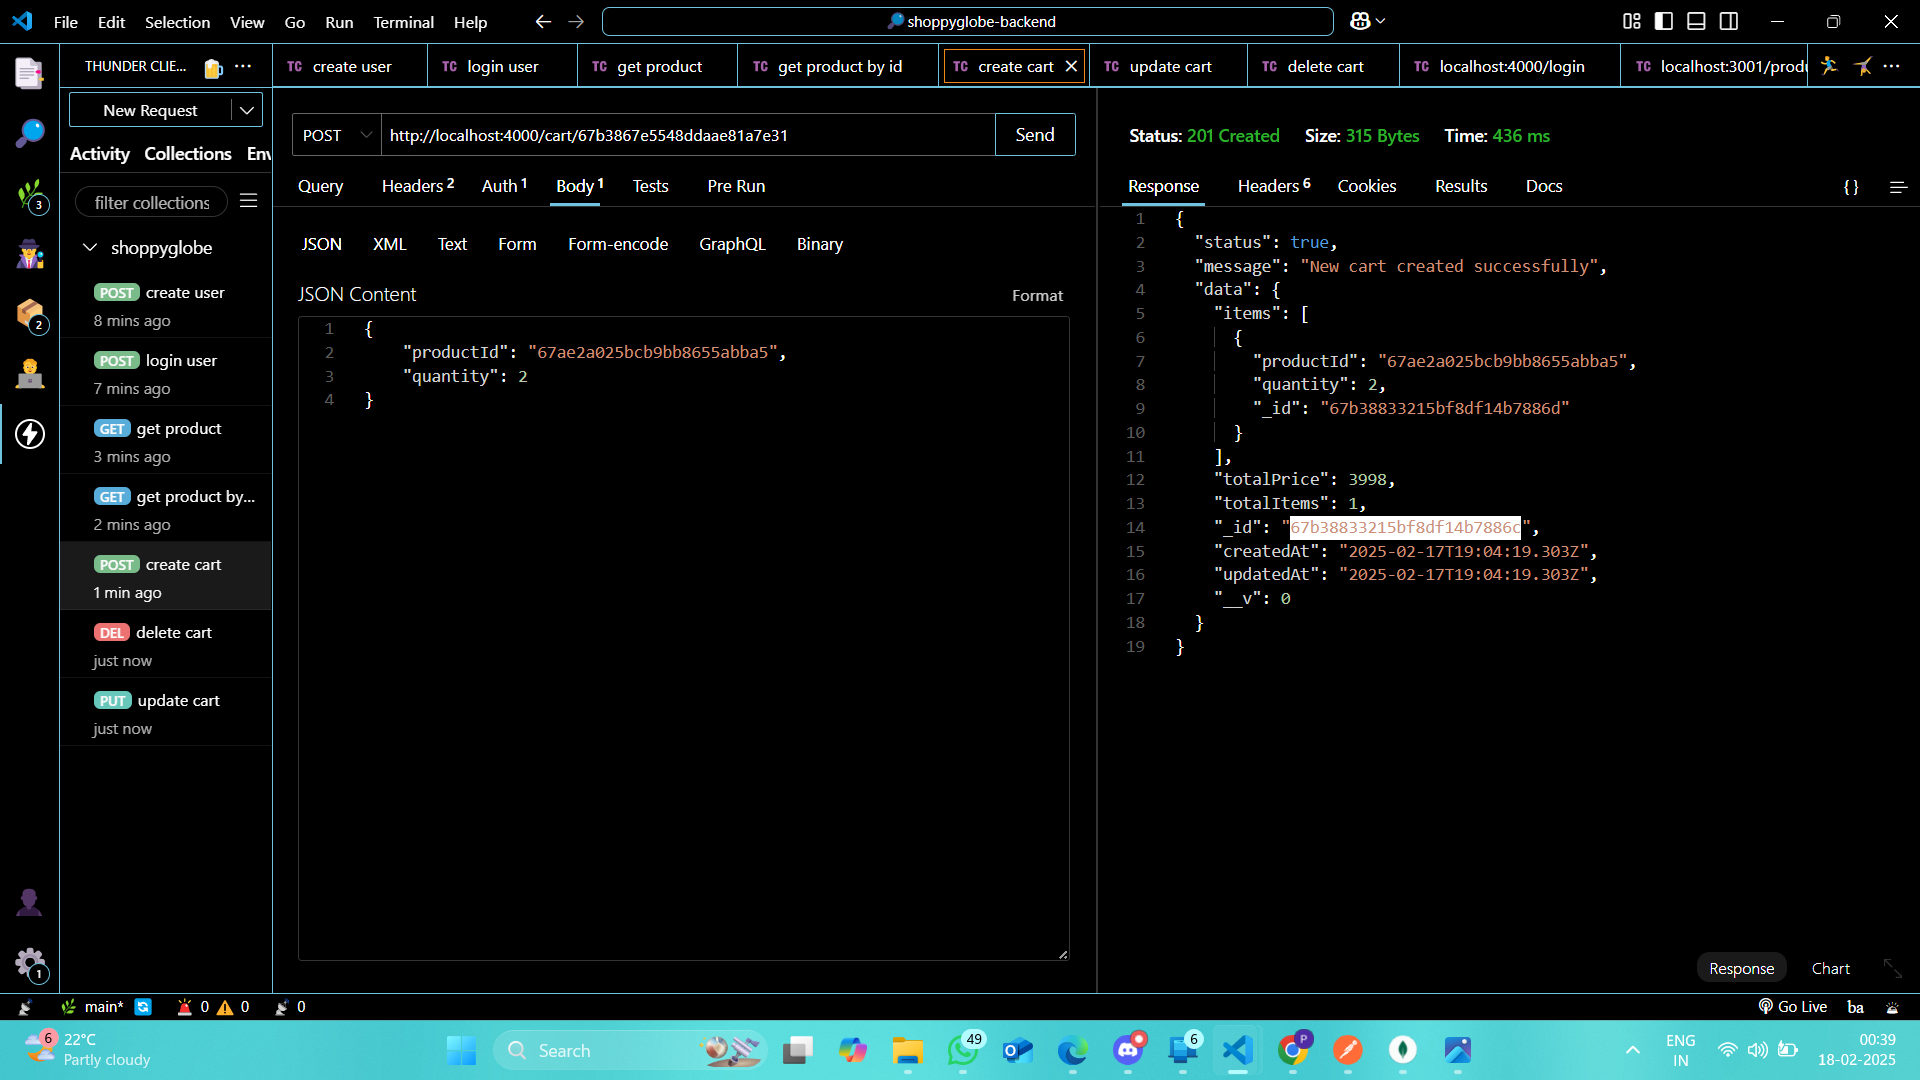 File Edit Selection View Go Run Terminal Help
shoppyglobe-backend
THUNDER CLIE...
TC create user
TC login user
TC get product
TC get product by id
TC create cart
TC update cart
TC delete cart
TC localhost:4000/login
TC localhost:3001/produ
New Request
Activity Collections Env
filter collections
shoppyglobe
POST create user
8 mins ago
POST login user
7 mins ago
GET get product
3 mins ago
GET get product by...
2 mins ago
POST create cart
1 min ago
DEL delete cart
just now
PUT update cart
just now
3
2
1
POST http://localhost:4000/cart/67b3867e5548ddaae81a7e31 Send
Query Headers 2 Auth 1 Body 1 Tests Pre Run
JSON XML Text Form Form-encode GraphQL Binary
JSON Content Format
1 {
2 "productId": "67ae2a025bcb9bb8655abba5",
3 "quantity": 2
4 }
Status: 201 Created Size: 315 Bytes Time: 436 ms
Response Headers 6 Cookies Results Docs {}
1 {
2 "status": true,
3 "message": "New cart created successfully",
4 "data": {
5 "items": [
6 {
7 "productId": "67ae2a025bcb9bb8655abba5",
8 "quantity": 2,
9 "_id": "67b38833215bf8df14b7886d"
10 }
11 ],
12 "totalPrice": 3998,
13 "totalItems": 1,
14 "_id": "67b38833215bf8df14b7886c",
15 "createdAt": "2025-02-17T19:04:19.303Z",
16 "updatedAt": "2025-02-17T19:04:19.303Z",
17 "__v": 0
18 }
19 }
Response Chart
main* 0 0 0
Go Live ba
6
22°C
Partly cloudy
Search
49
6
P
ENG
IN
00:39
18-02-2025